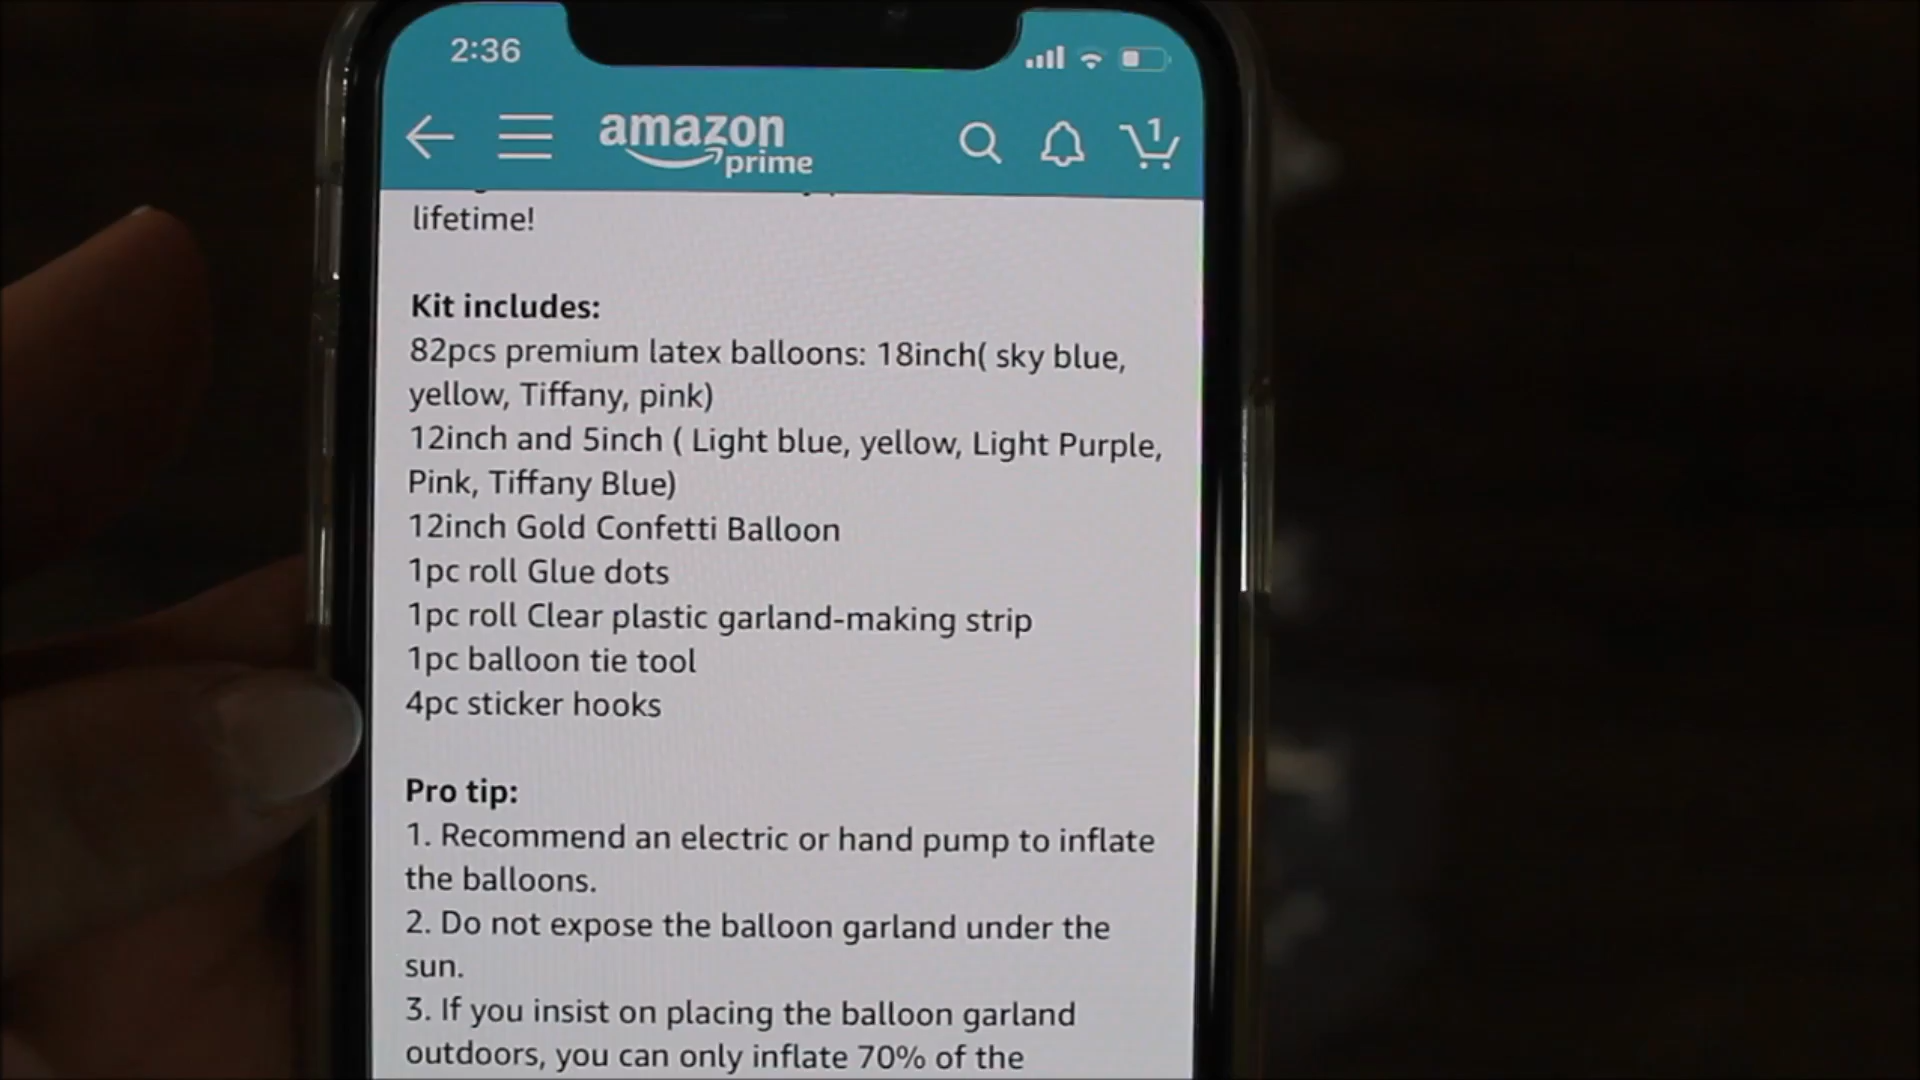 2:36
amazon
prime
1
lifetime!
Kit includes:
82pcs premium latex balloons: 18inch( sky blue,
yellow, Tiffany, pink)
12inch and 5inch ( Light blue, yellow, Light Purple,
Pink, Tiffany Blue)
12inch Gold Confetti Balloon
1pc roll Glue dots
1pc roll Clear plastic garland-making strip
1pc balloon tie tool
4pc sticker hooks
Pro tip:
1. Recommend an electric or hand pump to inflate
the balloons.
2. Do not expose the balloon garland under the
sun.
3. If you insist on placing the balloon garland
outdoors, you can only inflate 70% of the